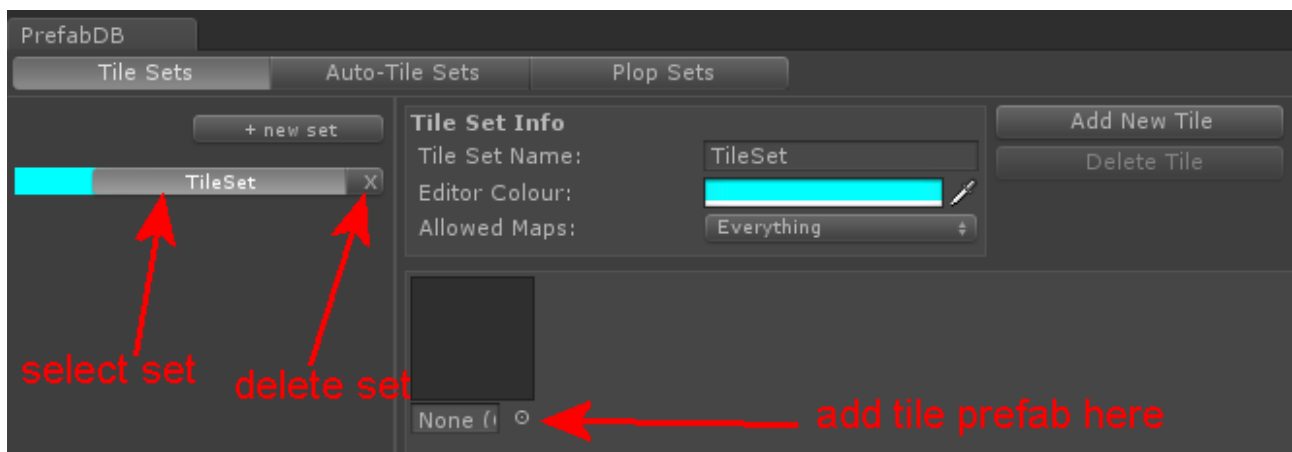 PrefabDB
Tile Sets
Auto-Tile Sets
Plop Sets
+ new set
TileSet
X
Tile Set Info
Tile Set Name:
TileSet
Editor Colour:
Allowed Maps:
Everything
Add New Tile
Delete Tile
select set
delete set
None (
add tile prefab here